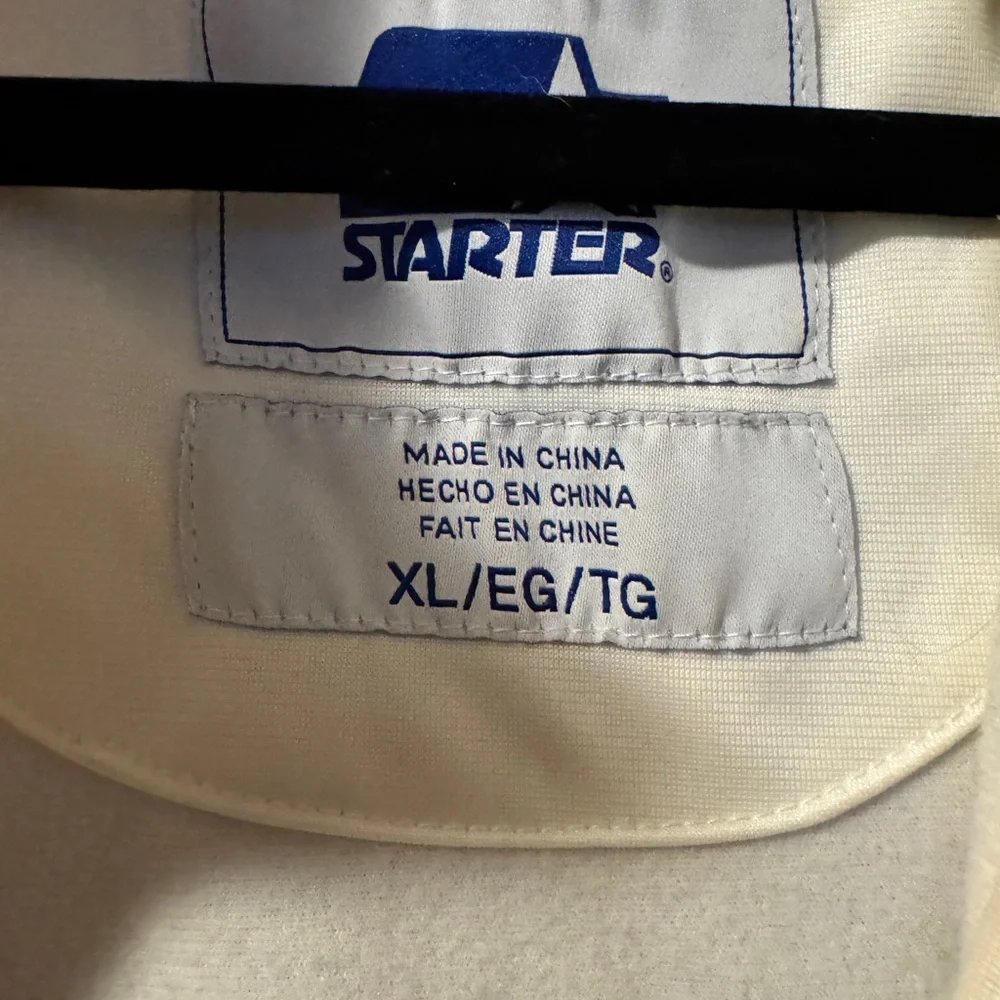 STARTER®
MADE IN CHINA
HECHO EN CHINA
FAIT EN CHINE
XL/EG/TG